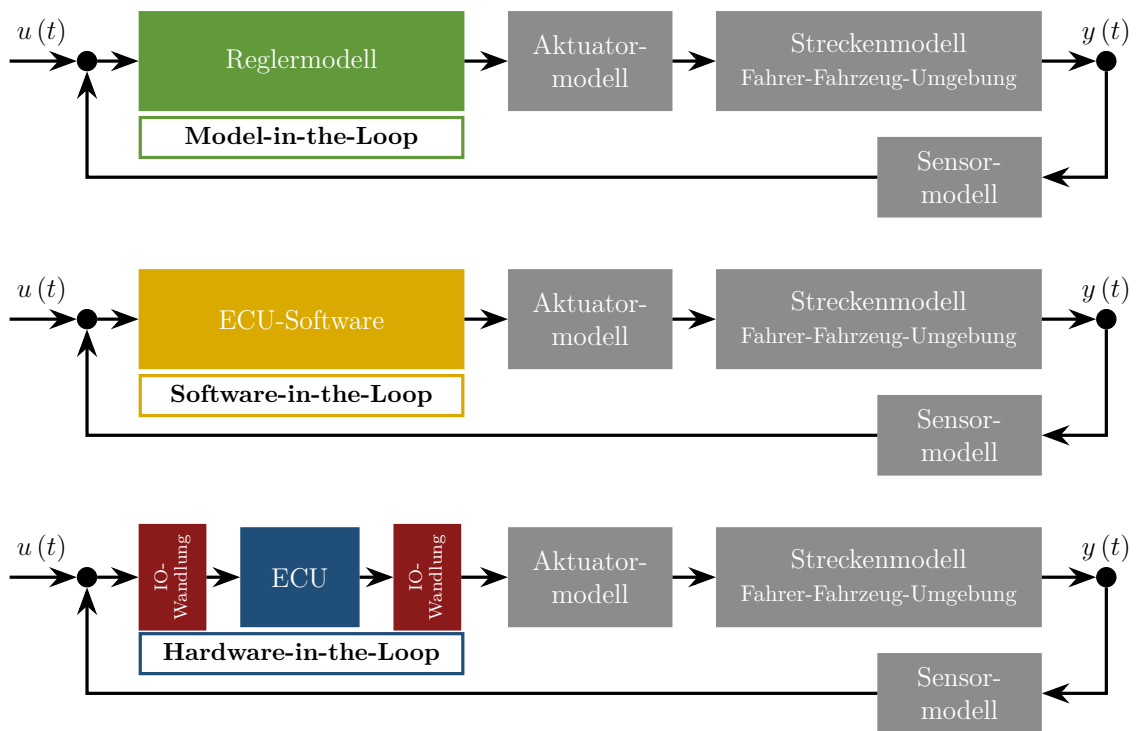 u (t)
Reglermodell
Aktuator-
modell
Streckenmodell
Fahrer-Fahrzeug-Umgebung
y (t)
Model-in-the-Loop
Sensor-
modell
u (t)
ECU-Software
Aktuator-
modell
Streckenmodell
Fahrer-Fahrzeug-Umgebung
y (t)
Software-in-the-Loop
Sensor-
modell
u (t)
IO-
Wandlung
ECU
IO-
Wandlung
Aktuator-
modell
Streckenmodell
Fahrer-Fahrzeug-Umgebung
y (t)
Hardware-in-the-Loop
Sensor-
modell